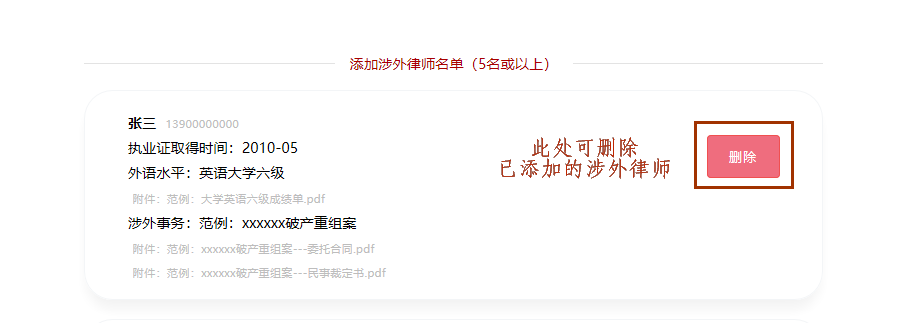 添加涉外律师名单（5名或以上）
张三 13900000000
执业证取得时间：2010-05
外语水平：英语大学六级
附件：范例：大学英语六级成绩单.pdf
涉外事务：范例：xxxxxx破产重组案
附件：范例：xxxxxx破产重组案---委托合同.pdf
附件：范例：xxxxxx破产重组案---民事裁定书.pdf
此处可删除
已添加的涉外律师
删除